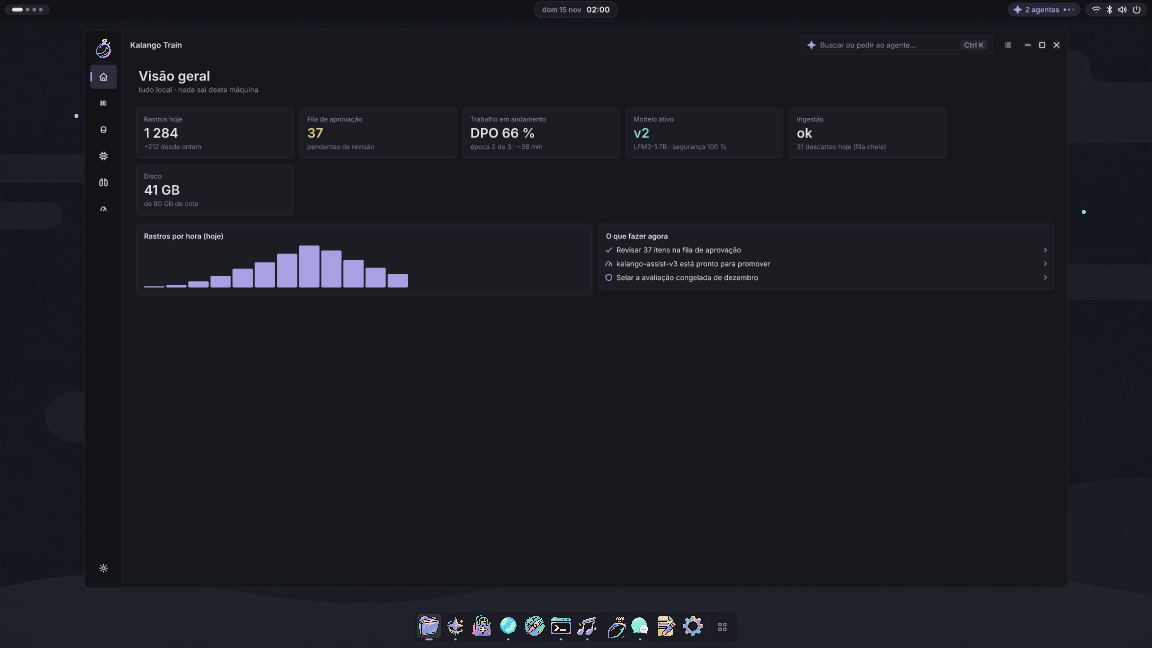 dom 15 nov 02:00
2 agentes
Kalango Train
Buscar ou pedir ao agente...
Ctrl K
Visão geral
tudo local · nada sai desta máquina
Rastros hoje
1 284
+212 desde ontem
Fila de aprovação
37
pendentes de revisão
Trabalho em andamento
DPO 66 %
época 2 de 3 · ~38 min
Modelo ativo
v2
LFM3-1.7B · segurança 100 %
Ingestão
ok
31 descartes hoje (fila cheia)
Disco
41 GB
de 80 GB de cota
Rastros por hora (hoje)
O que fazer agora
Revisar 37 itens na fila de aprovação
kalango-assist-v3 está pronto para promover
Selar a avaliação congelada de dezembro